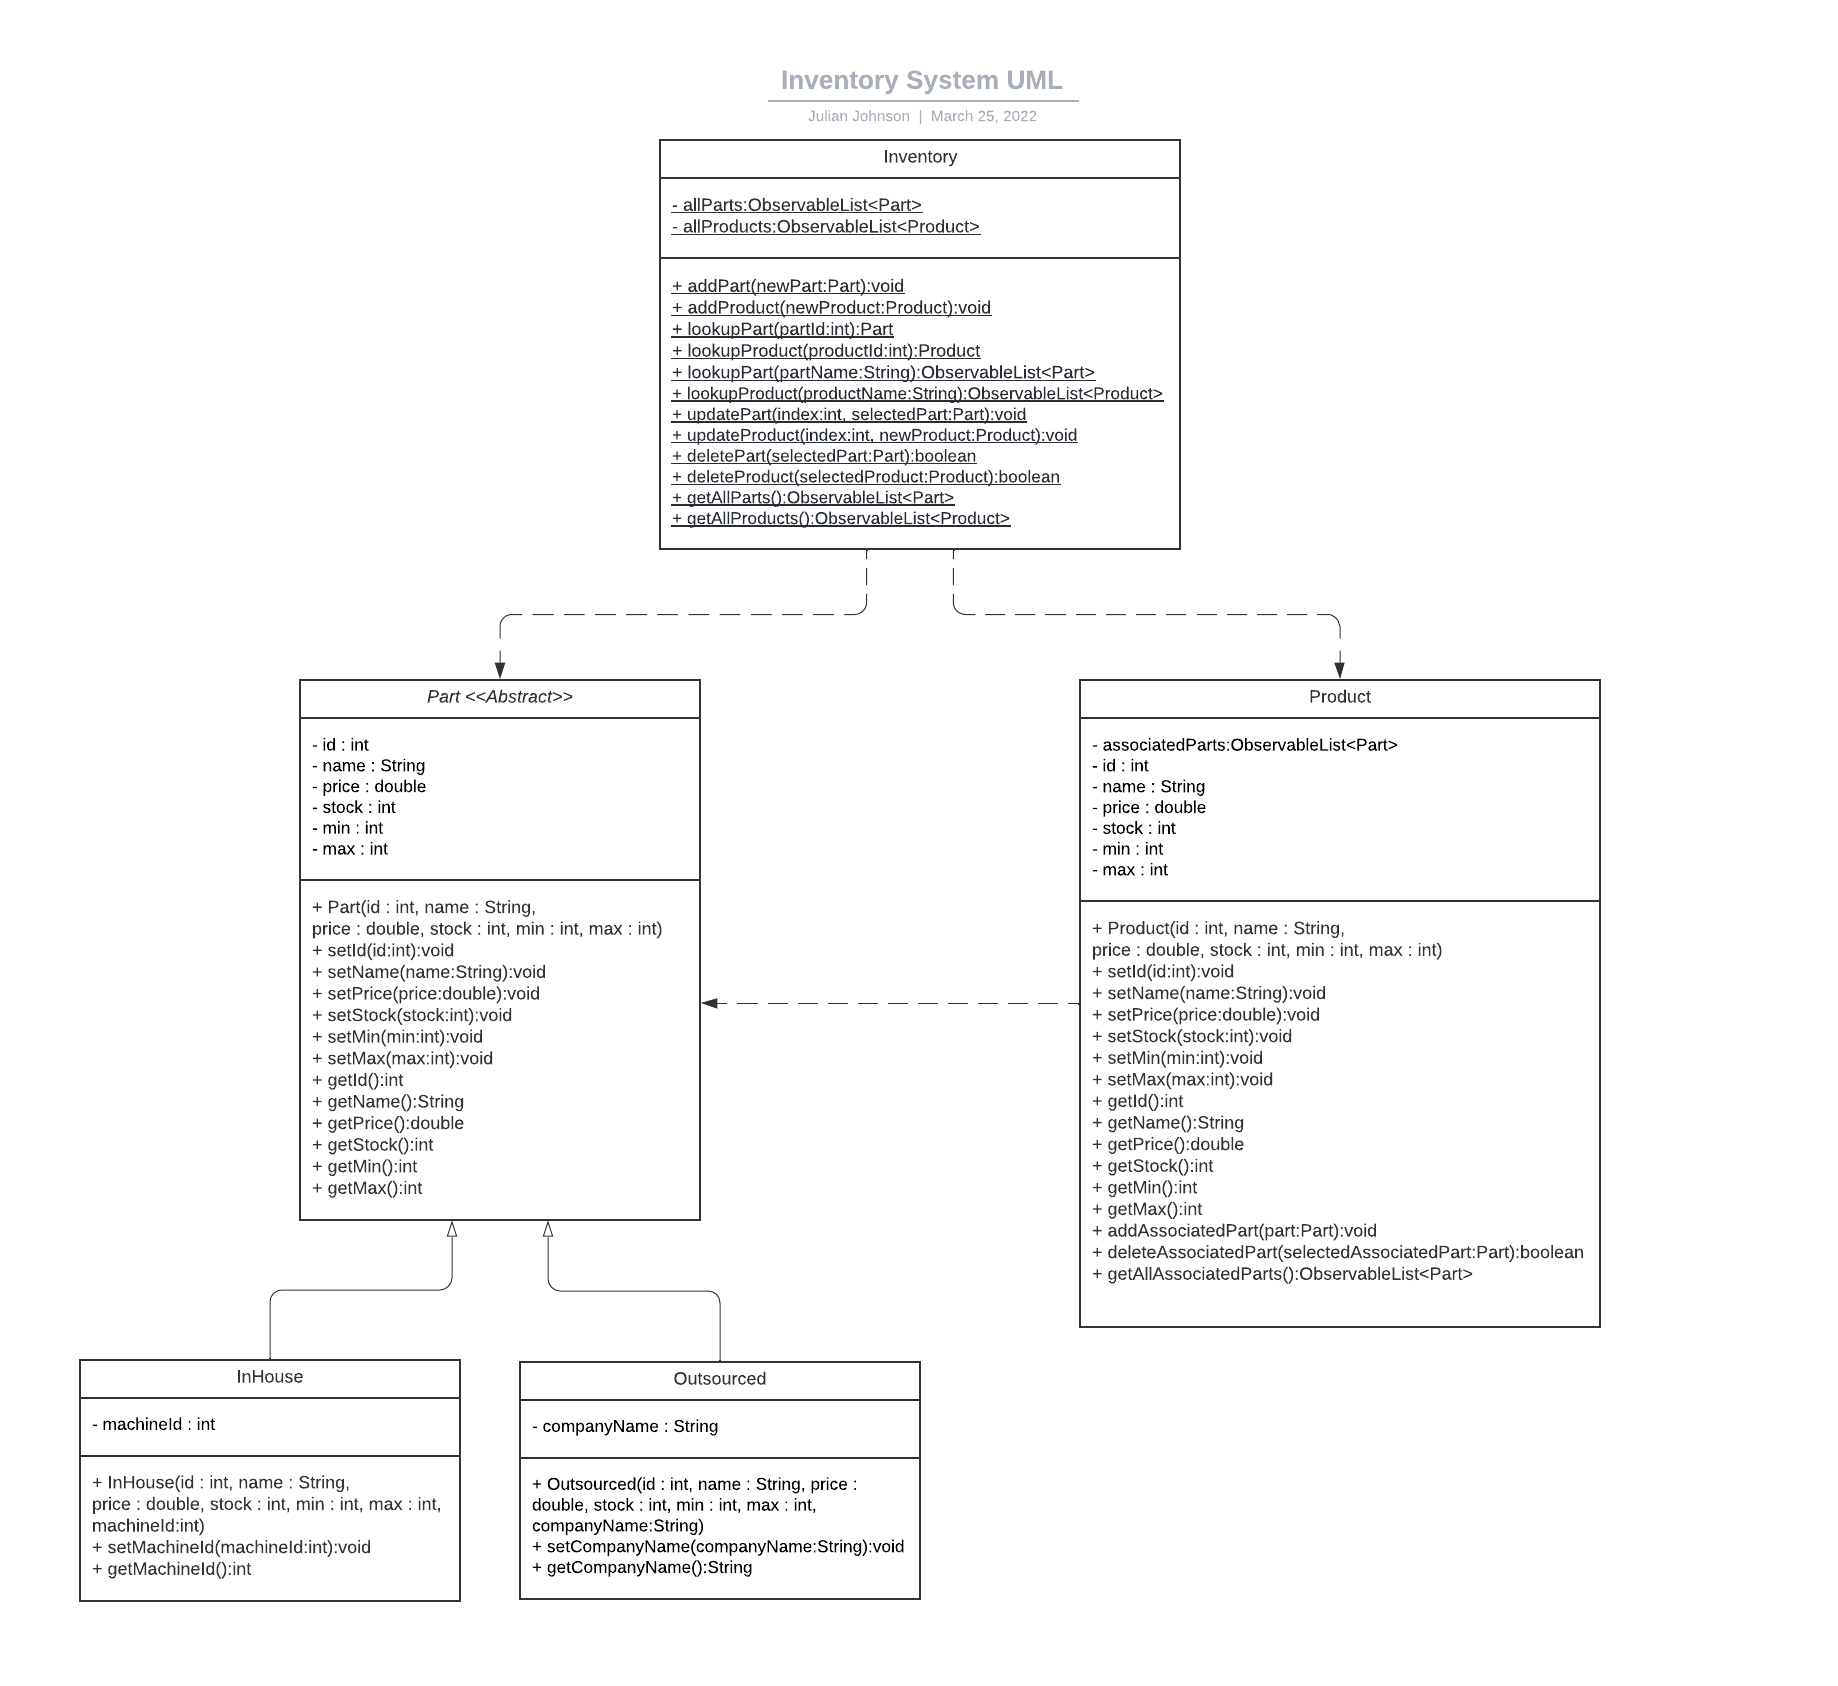 Inventory System UML
Julian Johnson | March 25, 2022
Inventory
- allParts:ObservableList<Part>
- allProducts:ObservableList<Product>
+ addPart(newPart:Part):void
+ addProduct(newProduct:Product):void
+ lookupPart(partId:int):Part
+ lookupProduct(productId:int):Product
+ lookupPart(partName:String):ObservableList<Part>
+ lookupProduct(productName:String):ObservableList<Product>
+ updatePart(index:int, selectedPart:Part):void
+ updateProduct(index:int, newProduct:Product):void
+ deletePart(selectedPart:Part):boolean
+ deleteProduct(selectedProduct:Product):boolean
+ getAllParts():ObservableList<Part>
+ getAllProducts():ObservableList<Product>
Part <<Abstract>>
- id : int
- name : String
- price : double
- stock : int
- min : int
- max : int
+ Part(id : int, name : String,
price : double, stock : int, min : int, max : int)
+ setId(id:int):void
+ setName(name:String):void
+ setPrice(price:double):void
+ setStock(stock:int):void
+ setMin(min:int):void
+ setMax(max:int):void
+ getId():int
+ getName():String
+ getPrice():double
+ getStock():int
+ getMin():int
+ getMax():int
Product
- associatedParts:ObservableList<Part>
- id : int
- name : String
- price : double
- stock : int
- min : int
- max : int
+ Product(id : int, name : String,
price : double, stock : int, min : int, max : int)
+ setId(id:int):void
+ setName(name:String):void
+ setPrice(price:double):void
+ setStock(stock:int):void
+ setMin(min:int):void
+ setMax(max:int):void
+ getId():int
+ getName():String
+ getPrice():double
+ getStock():int
+ getMin():int
+ getMax():int
+ addAssociatedPart(part:Part):void
+ deleteAssociatedPart(selectedAssociatedPart:Part):boolean
+ getAllAssociatedParts():ObservableList<Part>
InHouse
- machineId : int
+ InHouse(id : int, name : String,
price : double, stock : int, min : int, max : int,
machineId:int)
+ setMachineId(machineId:int):void
+ getMachineId():int
Outsourced
- companyName : String
+ Outsourced(id : int, name : String, price :
double, stock : int, min : int, max : int,
companyName:String)
+ setCompanyName(companyName:String):void
+ getCompanyName():String